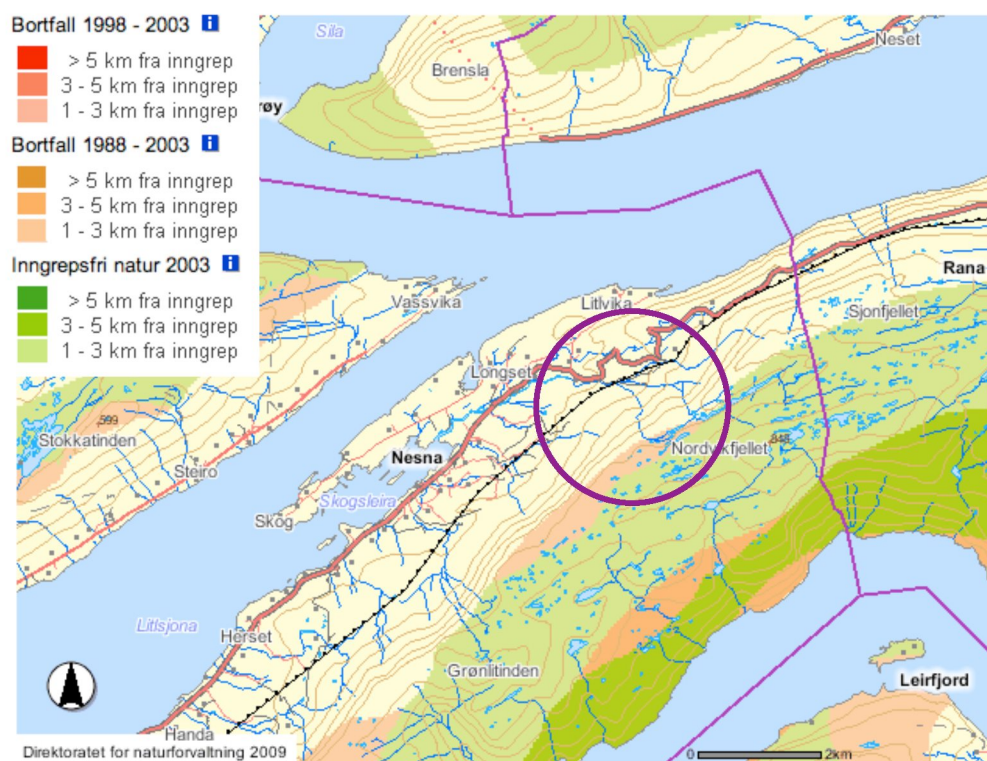 Bortfall 1998 - 2003 i
> 5 km fra inngrep
3 - 5 km fra inngrep
1 - 3 km fra inngrep
Bortfall 1988 - 2003 i
> 5 km fra inngrep
3 - 5 km fra inngrep
1 - 3 km fra inngrep
Inngrepsfri natur 2003 i
> 5 km fra inngrep
3 - 5 km fra inngrep
1 - 3 km fra inngrep
Sila
Neset
Brensla
røy
Rana
Vassvika
Litlvika
Sjonfjellet
Longset
599
Stokkatinden
848
Nordvikfjellet
Nesna
Steiro
Skogsleira
Skog
Litlsjona
Herset
Grønlitinden
Leirfjord
Handa
Direktoratet for naturforvaltning 2009
0 2km